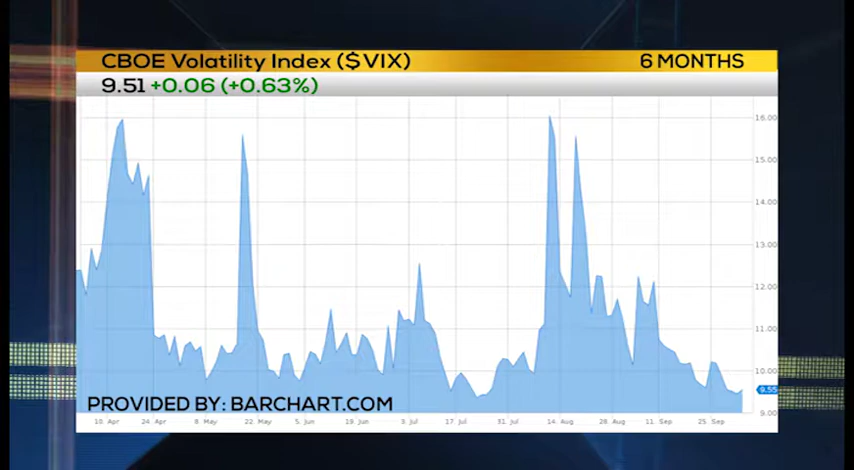 CBOE Volatility Index ($VIX) 6 MONTHS
9.51 +0.06 (+0.63%)
16.00
15.00
14.00
13.00
12.00
11.00
10.00
9.55
9.00
PROVIDED BY: BARCHART.COM
10. Apr 24. Apr 8. May 22. May 5. Jun 19. Jun 3. Jul 17. Jul 31. Jul 14. Aug 28. Aug 11. Sep 25. Sep